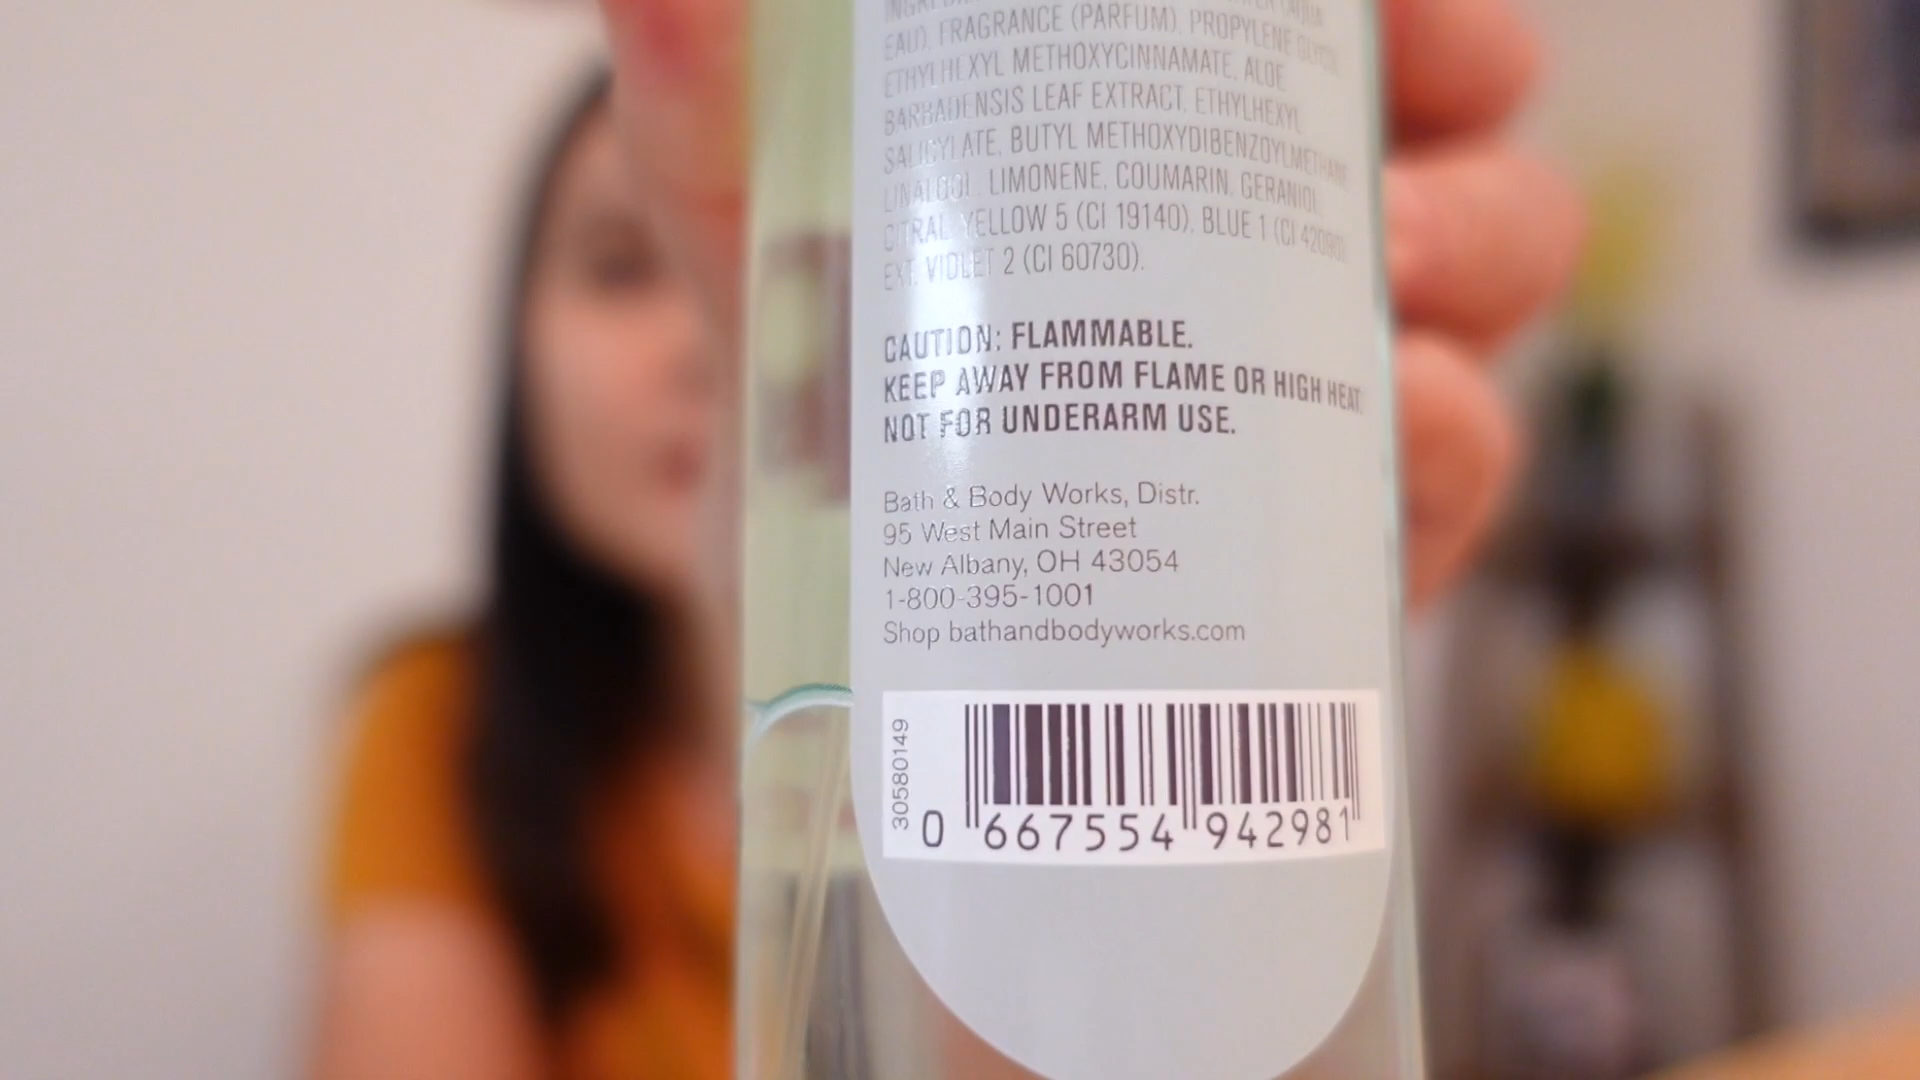 EAU), FRAGRANCE (PARFUM), PROPYLENE GLYCOL,
ETHYLHEXYL METHOXYCINNAMATE, ALOE
BARBADENSIS LEAF EXTRACT, ETHYLHEXYL
SALICYLATE, BUTYL METHOXYDIBENZOYLMETHANE,
LINALOOL, LIMONENE, COUMARIN, GERANIOL,
CITRAL, YELLOW 5 (CI 19140), BLUE 1 (CI 42090),
EXT. VIOLET 2 (CI 60730).
CAUTION: FLAMMABLE.
KEEP AWAY FROM FLAME OR HIGH HEAT.
NOT FOR UNDERARM USE.
Bath & Body Works, Distr.
95 West Main Street
New Albany, OH 43054
1-800-395-1001
Shop bathandbodyworks.com
30580149
0 667554 942981